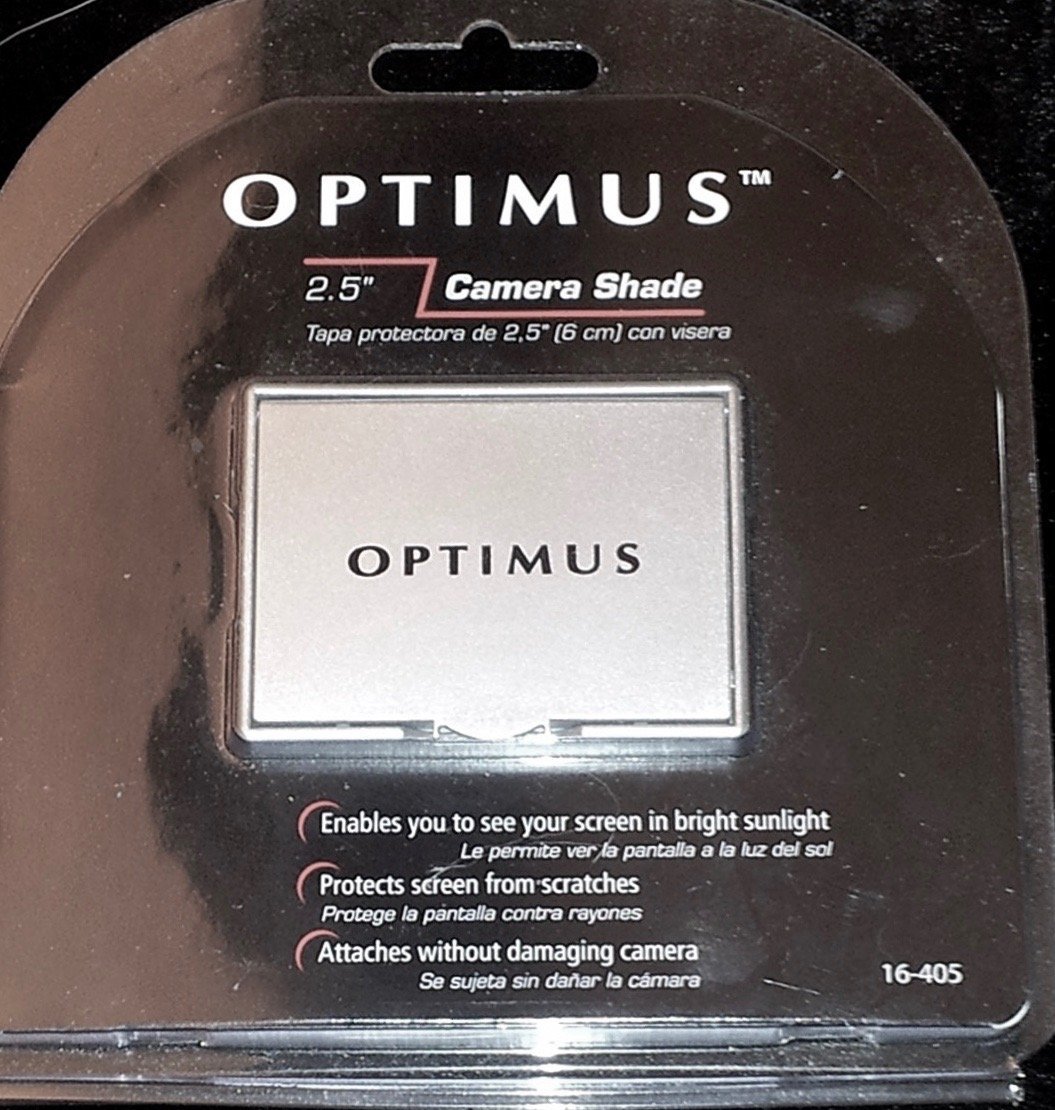 OPTIMUS™
2.5" Camera Shade
Tapa protectora de 2,5" (6 cm) con visera
OPTIMUS
Enables you to see your screen in bright sunlight
Le permite ver la pantalla a la luz del sol
Protects screen from scratches
Protege la pantalla contra rayones
Attaches without damaging camera
Se sujeta sin dañar la cámara
16-405